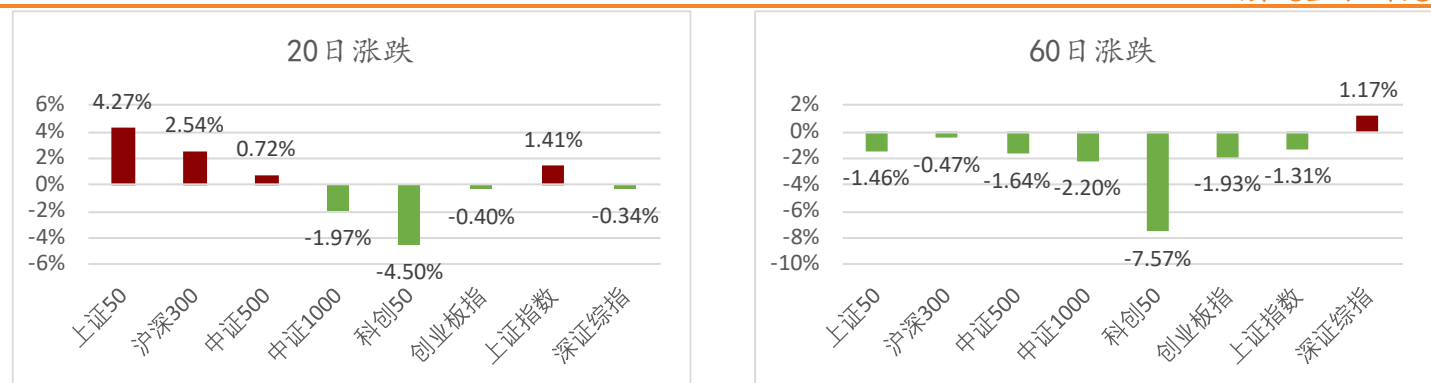 20日涨跌
6%
4%
2%
0%
-2%
-4%
-6%
4.27%
2.54%
0.72%
-1.97%
-4.50%
-0.40%
1.41%
-0.34%
上证50
沪深300
中证500
中证1000
科创50
创业板指
上证指数
深证综指
60日涨跌
2%
0%
-2%
-4%
-6%
-8%
-10%
-1.46%
-0.47%
-1.64%
-2.20%
-7.57%
-1.93%
-1.31%
1.17%
上证50
沪深300
中证500
中证1000
科创50
创业板指
上证指数
深证综指